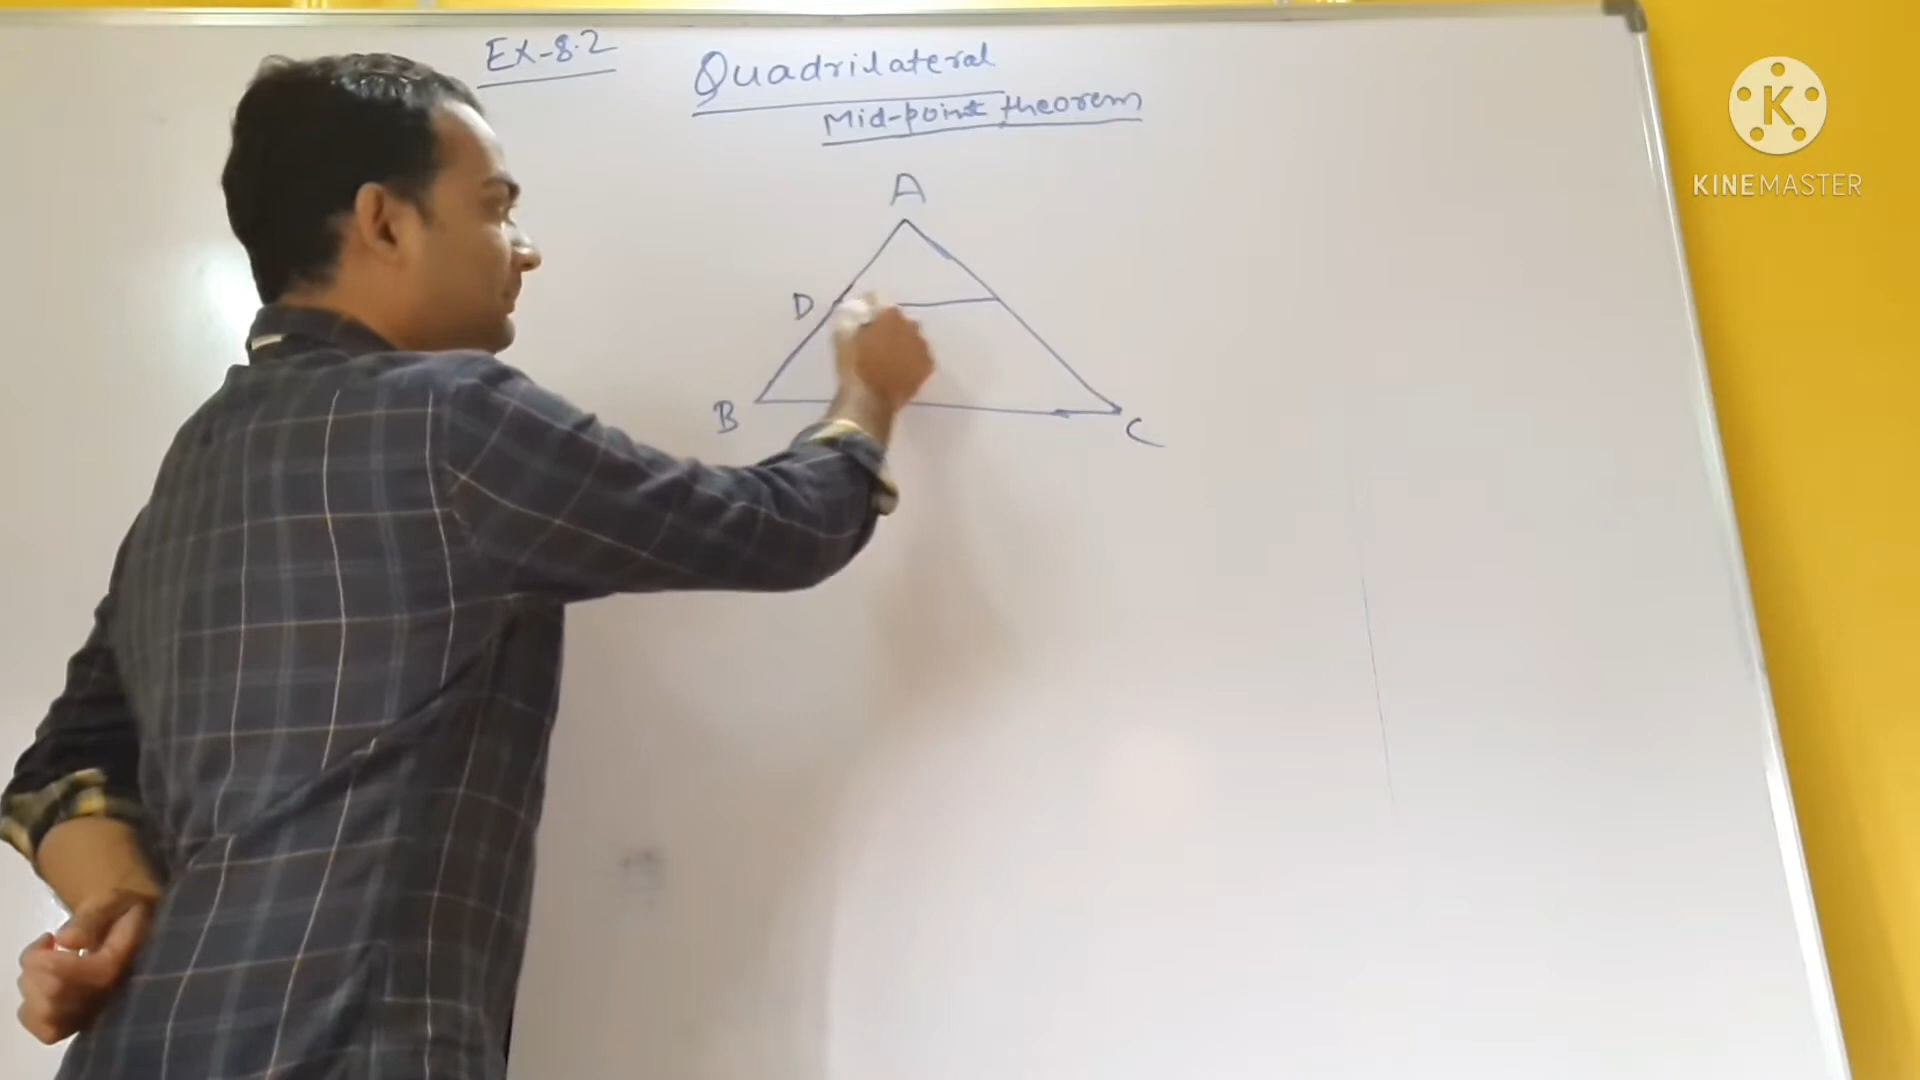 Ex-8.2
Quadrilateral
Mid-point theorem
A
D
B
C
K
KINEMASTER